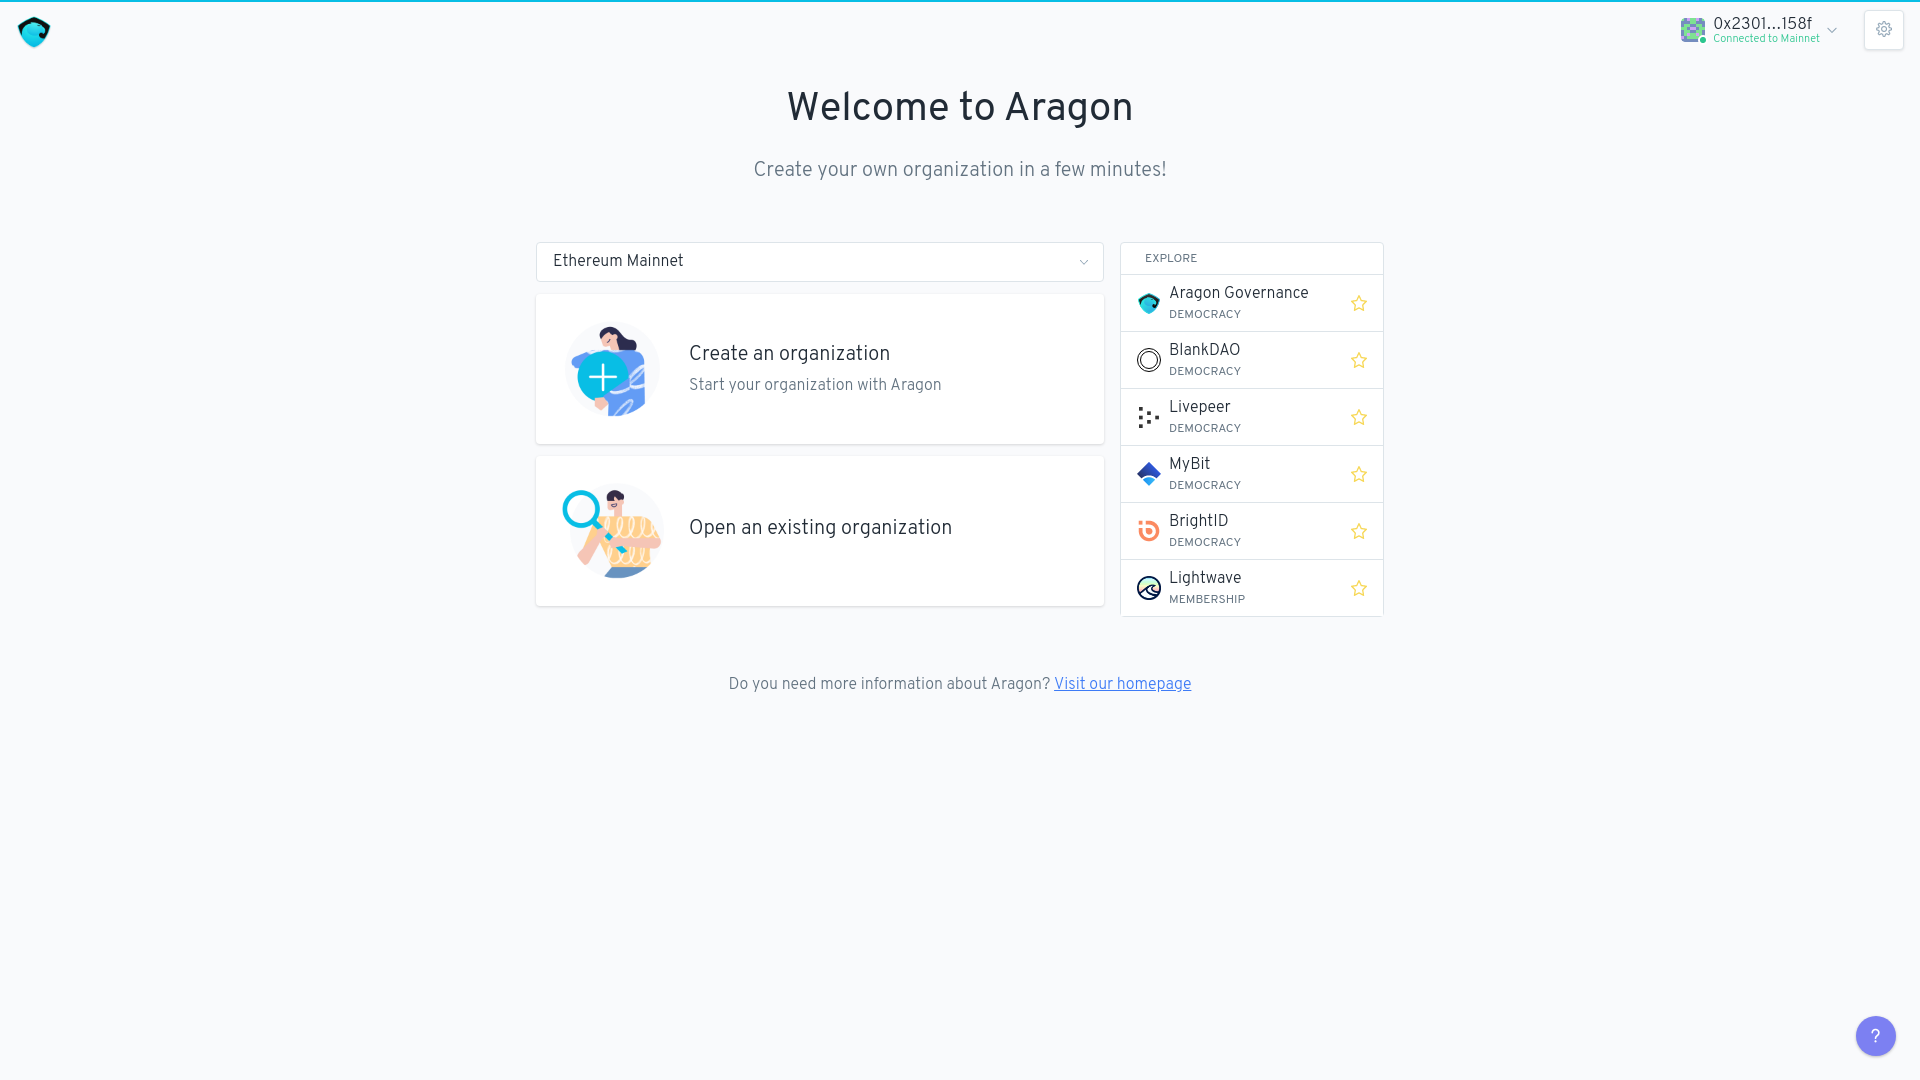 0x2301…158f
Connected to Mainnet
Welcome to Aragon
Create your own organization in a few minutes!
Ethereum Mainnet
Create an organization
Start your organization with Aragon
Open an existing organization
EXPLORE
Aragon Governance
DEMOCRACY
BlankDAO
DEMOCRACY
Livepeer
DEMOCRACY
MyBit
DEMOCRACY
BrightID
DEMOCRACY
Lightwave
MEMBERSHIP
Do you need more information about Aragon? Visit our homepage
?